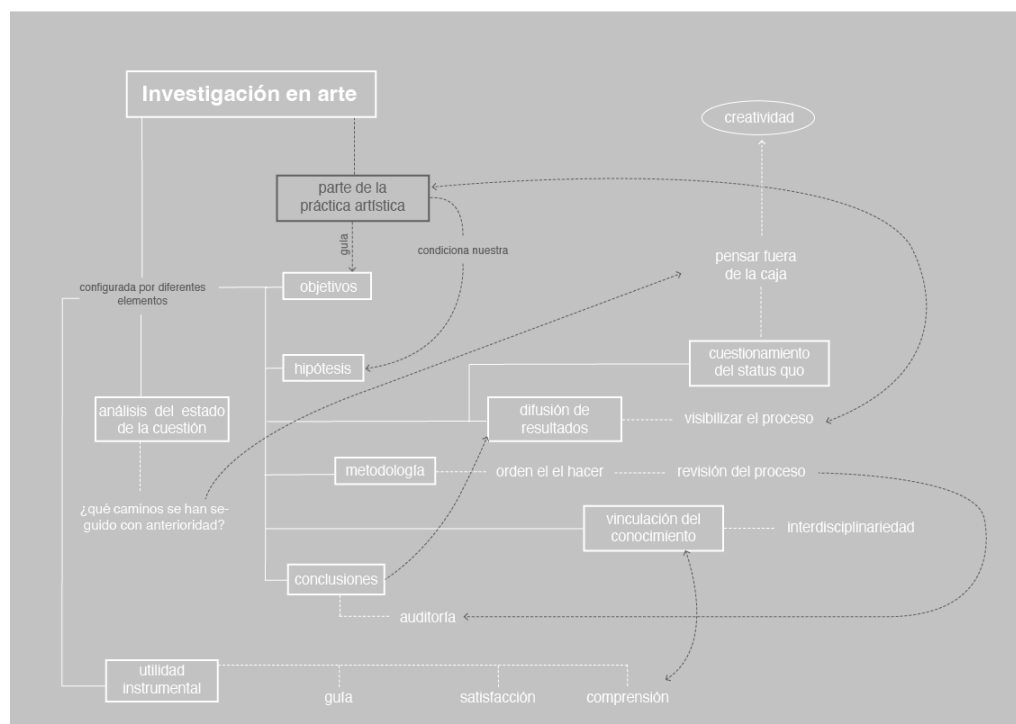 Investigación en arte
creatividad
parte de la
práctica artística
guía
condiciona nuestra
pensar fuera
de la caja
configurada por diferentes
elementos
objetivos
hipótesis
cuestionamiento
del status quo
análisis del estado
de la cuestión
difusión de
resultados
visibilizar el proceso
metodología
orden el el hacer
revisión del proceso
¿qué caminos se han se-
guido con anterioridad?
vinculación del
conocimiento
interdisciplinariedad
conclusiones
auditoría
utilidad
instrumental
guía
satisfacción
comprensión